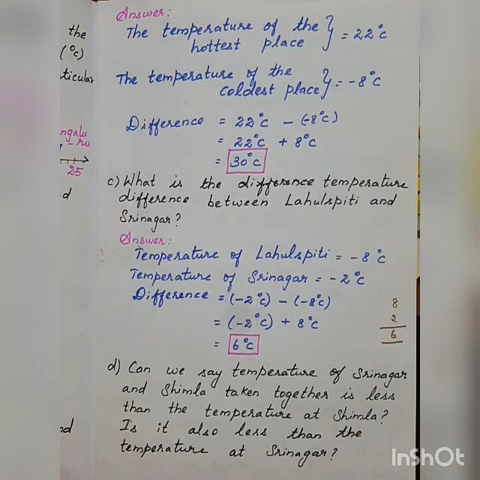 the
(°c)
ticular
ngalu
-ru
25
d
nd
Answer:
The temperature of the
hottest place } = 22°c
The temperature of the
coldest place } = -8°c
Difference = 22°c - (-8°c)
= 22°c + 8°c
= 30°c
c) What is the difference temperature
difference between Lahulspiti and
Srinagar?
Answer:
Temperature of Lahulspiti = -8°c
Temperature of Srinagar = -2°c
Difference = (-2°c) - (-8°c)
= (-2°c) + 8°c
= 6°c
8
2
6
d) Can we say temperature of Srinagar
and Shimla taken together is less
than the temperature at Shimla?
Is it also less than the
temperature at Srinagar?
InShOt